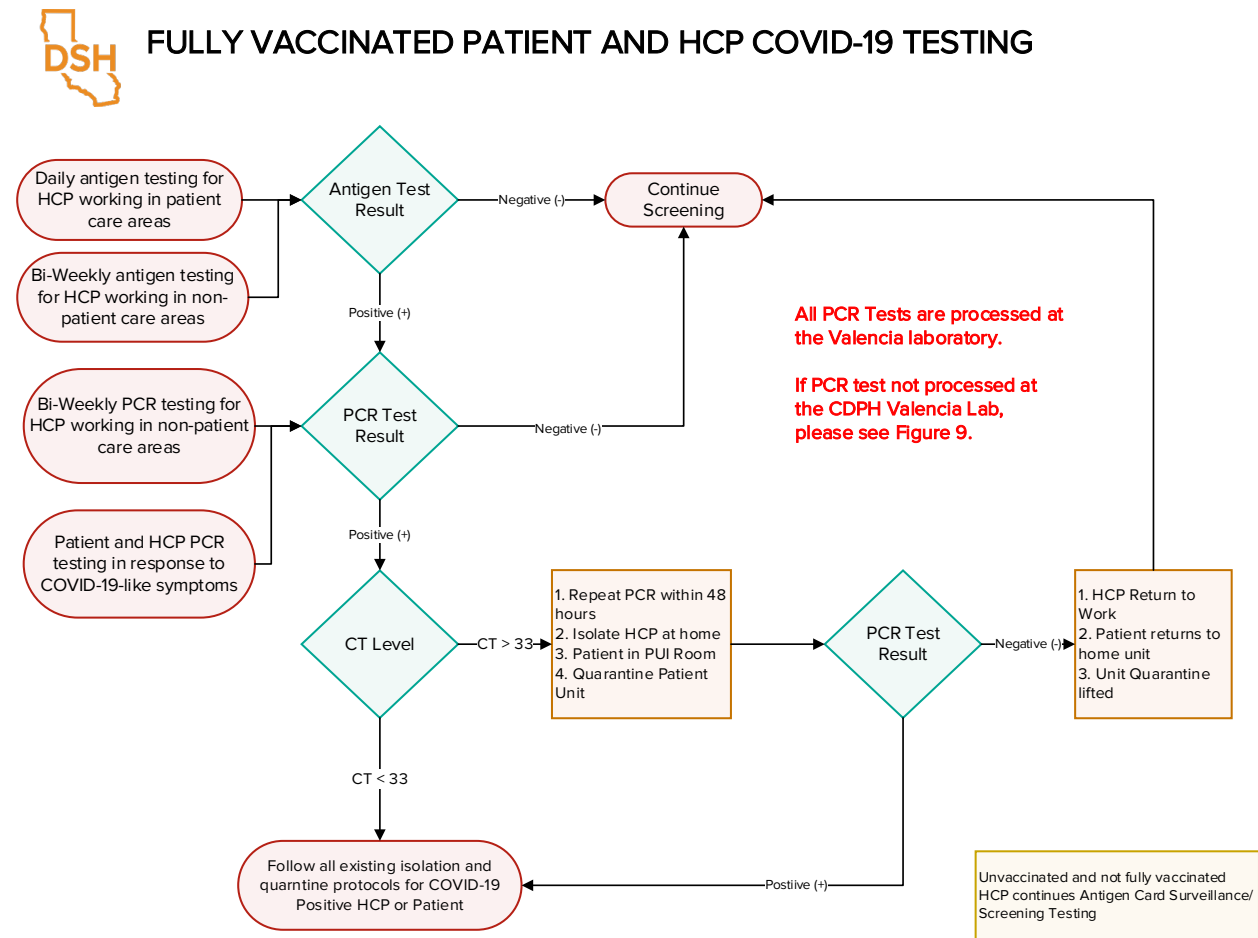 DSH
FULLY VACCINATED PATIENT AND HCP COVID-19 TESTING
Daily antigen testing for
HCP working in patient
care areas
Antigen Test
Result
Negative (-)
Continue
Screening
Bi-Weekly antigen testing
for HCP working in non-
patient care areas
Positive (+)
All PCR Tests are processed at
the Valencia laboratory.
If PCR test not processed at
the CDPH Valencia Lab,
please see Figure 9.
Bi-Weekly PCR testing for
HCP working in non-patient
care areas
PCR Test
Result
Negative (-)
Patient and HCP PCR
testing in response to
COVID-19-like symptoms
Positive (+)
CT Level
CT > 33
1. Repeat PCR within 48
hours
2. Isolate HCP at home
3. Patient in PUI Room
4. Quarantine Patient
Unit
PCR Test
Result
Negative (-)
1. HCP Return to
Work
2. Patient returns to
home unit
3. Unit Quarantine
lifted
CT < 33
Follow all existing isolation and
quarntine protocols for COVID-19
Positive HCP or Patient
Postiive (+)
Unvaccinated and not fully vaccinated
HCP continues Antigen Card Surveillance/
Screening Testing